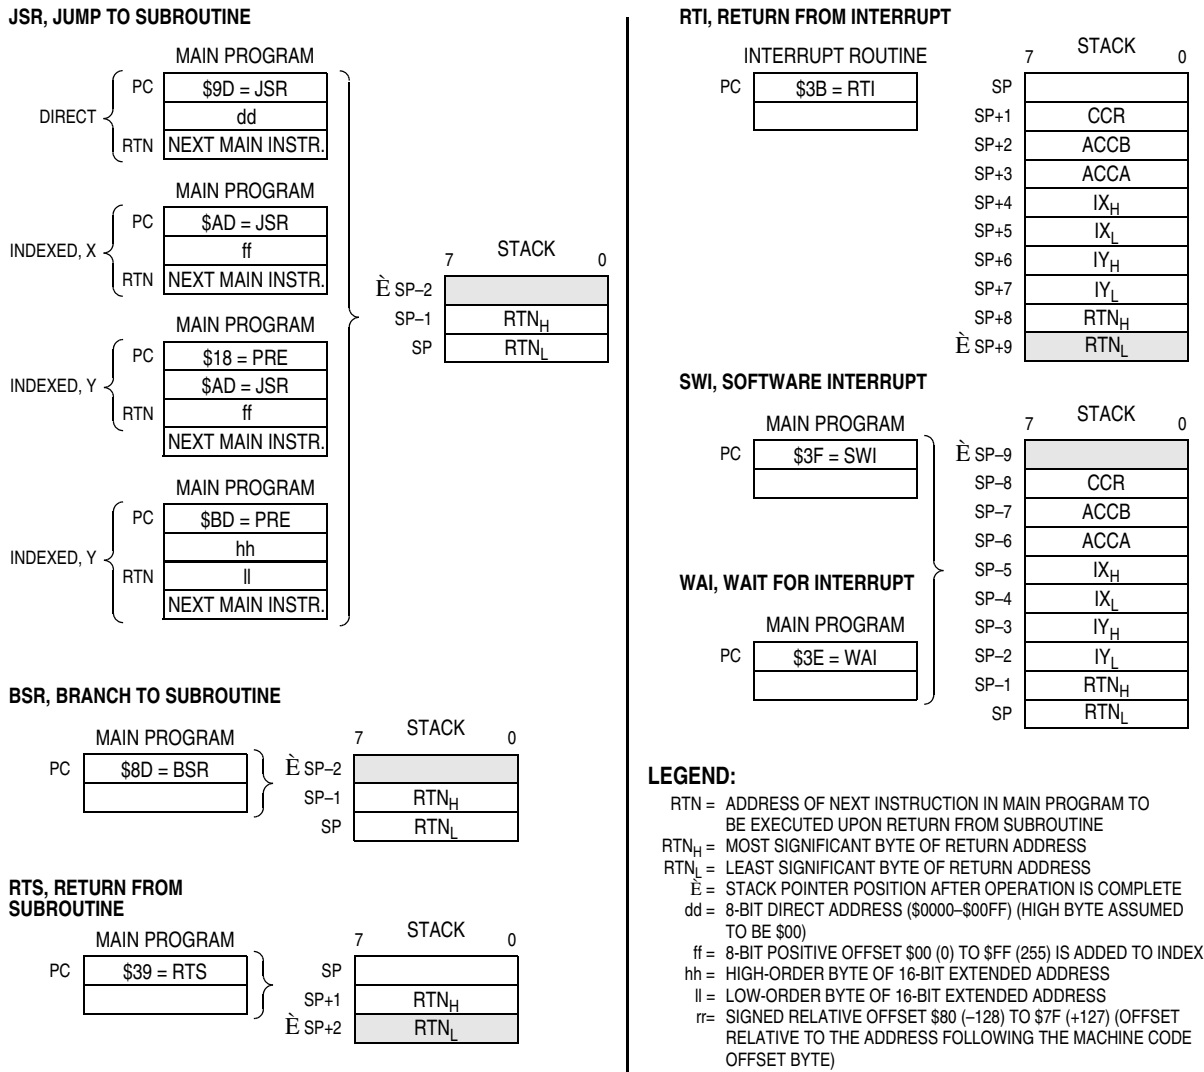 JSR, JUMP TO SUBROUTINE
MAIN PROGRAM
PC $9D = JSR
DIRECT dd
RTN NEXT MAIN INSTR.
MAIN PROGRAM
PC $AD = JSR
INDEXED, X ff
RTN NEXT MAIN INSTR.
MAIN PROGRAM
PC $18 = PRE
INDEXED, Y $AD = JSR
RTN ff
NEXT MAIN INSTR.
MAIN PROGRAM
PC $BD = PRE
INDEXED, Y hh
RTN ll
NEXT MAIN INSTR.
7 STACK 0
È SP–2
SP–1 RTNH
SP RTNL
BSR, BRANCH TO SUBROUTINE
MAIN PROGRAM
PC $8D = BSR
7 STACK 0
È SP–2
SP–1 RTNH
SP RTNL
RTS, RETURN FROM
SUBROUTINE
MAIN PROGRAM
PC $39 = RTS
7 STACK 0
SP
SP+1 RTNH
È SP+2 RTNL
RTI, RETURN FROM INTERRUPT
INTERRUPT ROUTINE
PC $3B = RTI
7 STACK 0
SP
SP+1 CCR
SP+2 ACCB
SP+3 ACCA
SP+4 IXH
SP+5 IXL
SP+6 IYH
SP+7 IYL
SP+8 RTNH
È SP+9 RTNL
SWI, SOFTWARE INTERRUPT
MAIN PROGRAM
PC $3F = SWI
WAI, WAIT FOR INTERRUPT
MAIN PROGRAM
PC $3E = WAI
7 STACK 0
È SP–9
SP–8 CCR
SP–7 ACCB
SP–6 ACCA
SP–5 IXH
SP–4 IXL
SP–3 IYH
SP–2 IYL
SP–1 RTNH
SP RTNL
LEGEND:
RTN = ADDRESS OF NEXT INSTRUCTION IN MAIN PROGRAM TO
BE EXECUTED UPON RETURN FROM SUBROUTINE
RTNH = MOST SIGNIFICANT BYTE OF RETURN ADDRESS
RTNL = LEAST SIGNIFICANT BYTE OF RETURN ADDRESS
È = STACK POINTER POSITION AFTER OPERATION IS COMPLETE
dd = 8-BIT DIRECT ADDRESS ($0000–$00FF) (HIGH BYTE ASSUMED
TO BE $00)
ff = 8-BIT POSITIVE OFFSET $00 (0) TO $FF (255) IS ADDED TO INDEX
hh = HIGH-ORDER BYTE OF 16-BIT EXTENDED ADDRESS
ll = LOW-ORDER BYTE OF 16-BIT EXTENDED ADDRESS
rr= SIGNED RELATIVE OFFSET $80 (–128) TO $7F (+127) (OFFSET
RELATIVE TO THE ADDRESS FOLLOWING THE MACHINE CODE
OFFSET BYTE)